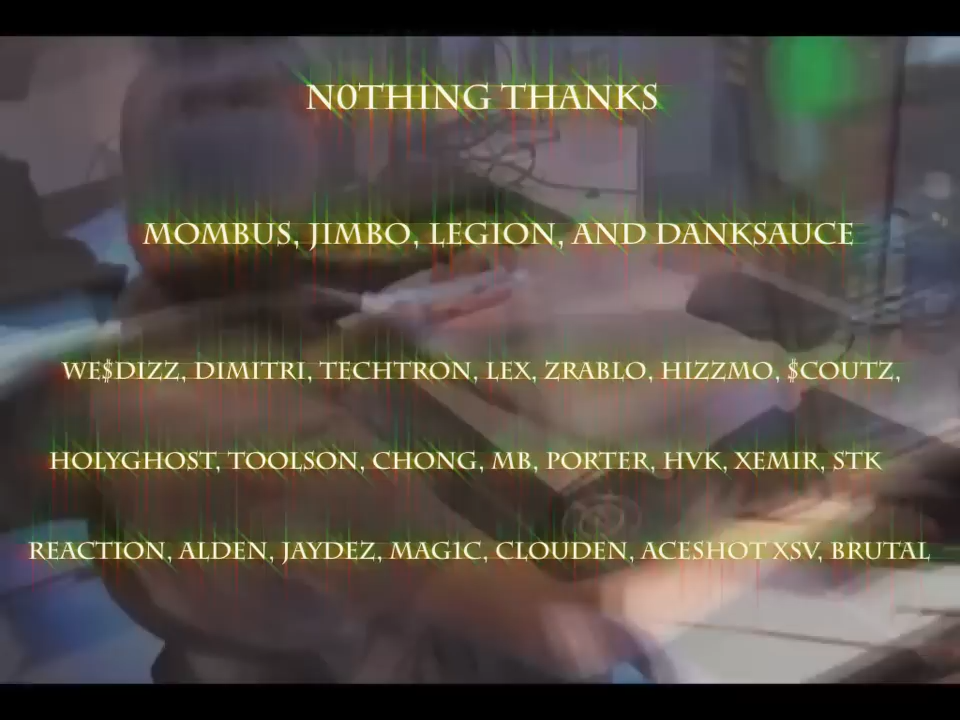 N0THING THANKS
MOMBUS, JIMBO, LEGION, AND DANKSAUCE
WE$DIZZ, DIMITRI, TECHTRON, LEX, ZRABLO, HIZZMO, $COUTZ,
HOLYGHOST, TOOLSON, CHONG, MB, PORTER, HVK, XEMIR, STK
REACTION, ALDEN, JAYDEZ, MAG1C, CLOUDEN, ACESHOT XSV, BRUTAL